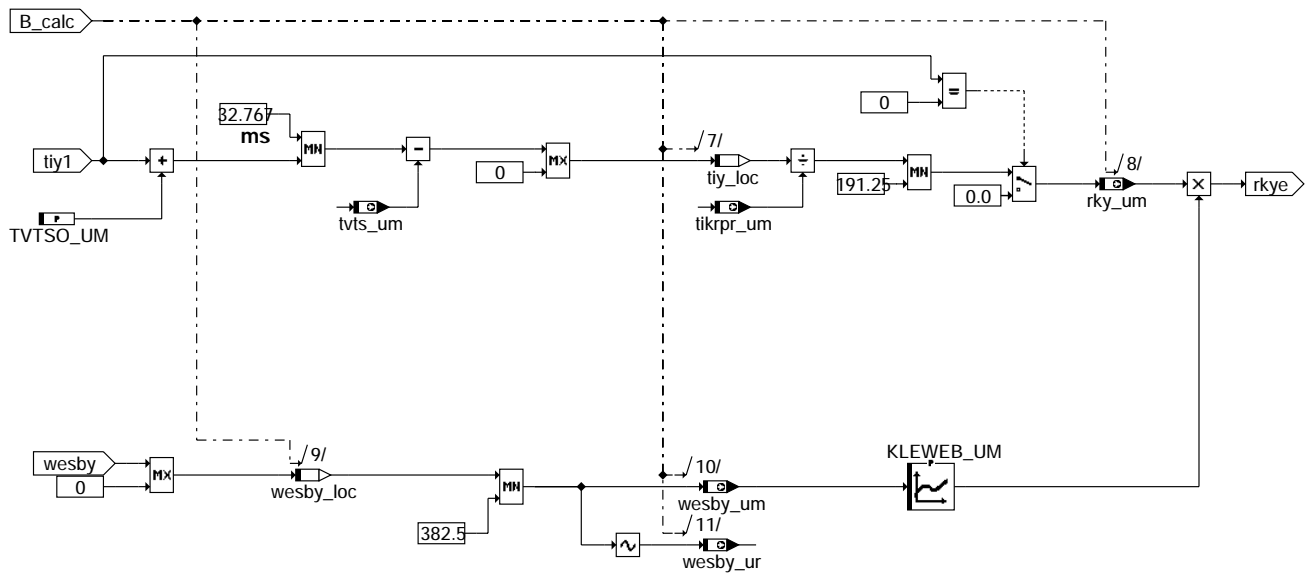 B_calc
32.767
ms
0
=
tiy1
+
MN
-
MX
0
/7/
tiy_loc
÷
191.25
MN
0.0
/8/
rky_um
×
rkye
P
TVTSO_UM
tvts_um
tikrpr_um
wesby
0
MX
/9/
wesby_loc
382.5
MN
/10/
wesby_um
/11/
wesby_ur
KLEWEB_UM
P